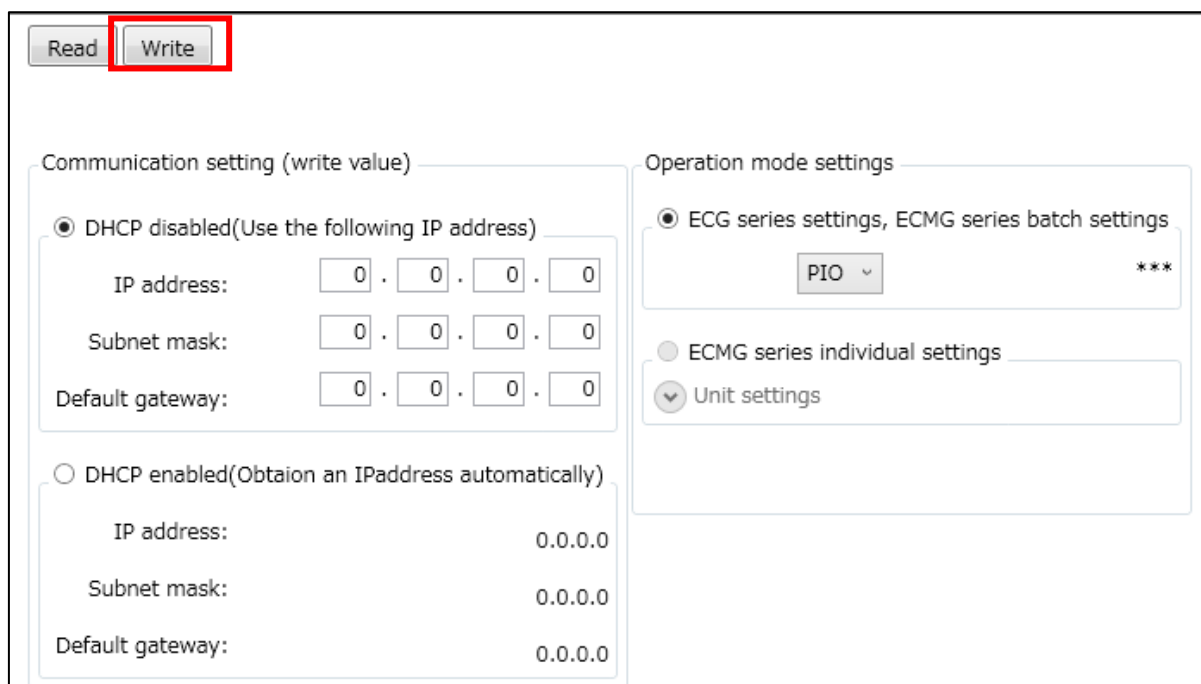 Read Write
Communication setting (write value)
DHCP disabled(Use the following IP address)
IP address: 0 . 0 . 0 . 0
Subnet mask: 0 . 0 . 0 . 0
Default gateway: 0 . 0 . 0 . 0
DHCP enabled(Obtaion an IPaddress automatically)
IP address: 0.0.0.0
Subnet mask: 0.0.0.0
Default gateway: 0.0.0.0
Operation mode settings
ECG series settings, ECMG series batch settings
PIO ***
ECMG series individual settings
Unit settings